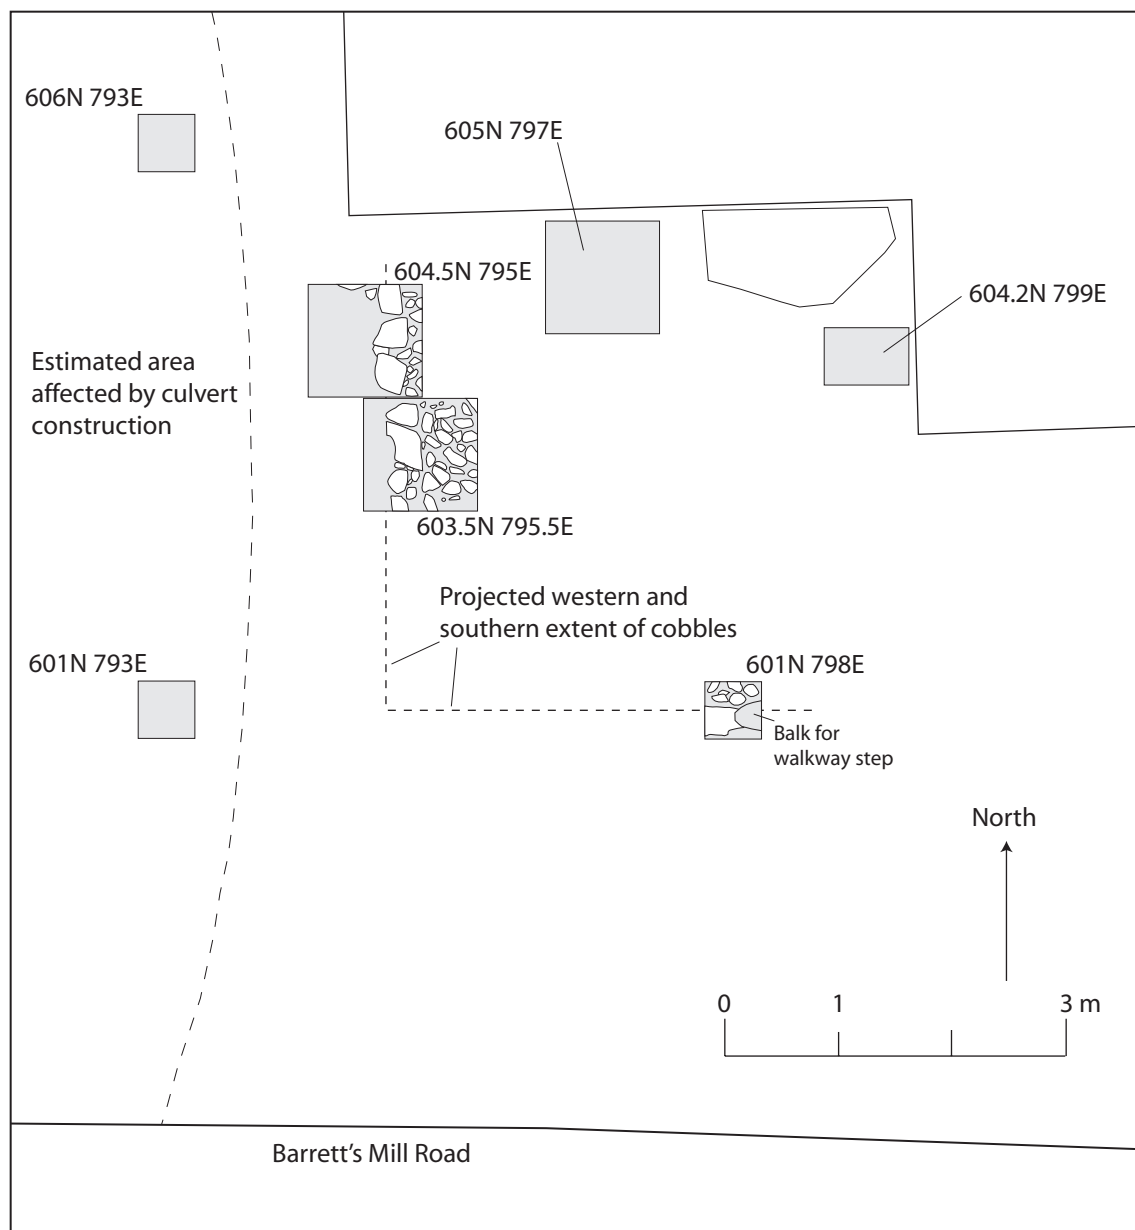 606N 793E
605N 797E
604.5N 795E
604.2N 799E
Estimated area
affected by culvert
construction
603.5N 795.5E
Projected western and
southern extent of cobbles
601N 793E
601N 798E
Balk for
walkway step
North
0 1 3 m
Barrett’s Mill Road